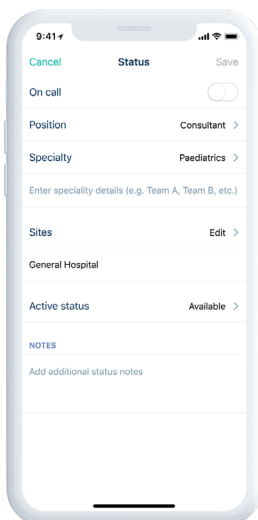 9:41
Cancel Status Save
On call
Position Consultant
Specialty Paediatrics
Enter speciality details (e.g. Team A, Team B, etc.)
Sites Edit
General Hospital
Active status Available
NOTES
Add additional status notes